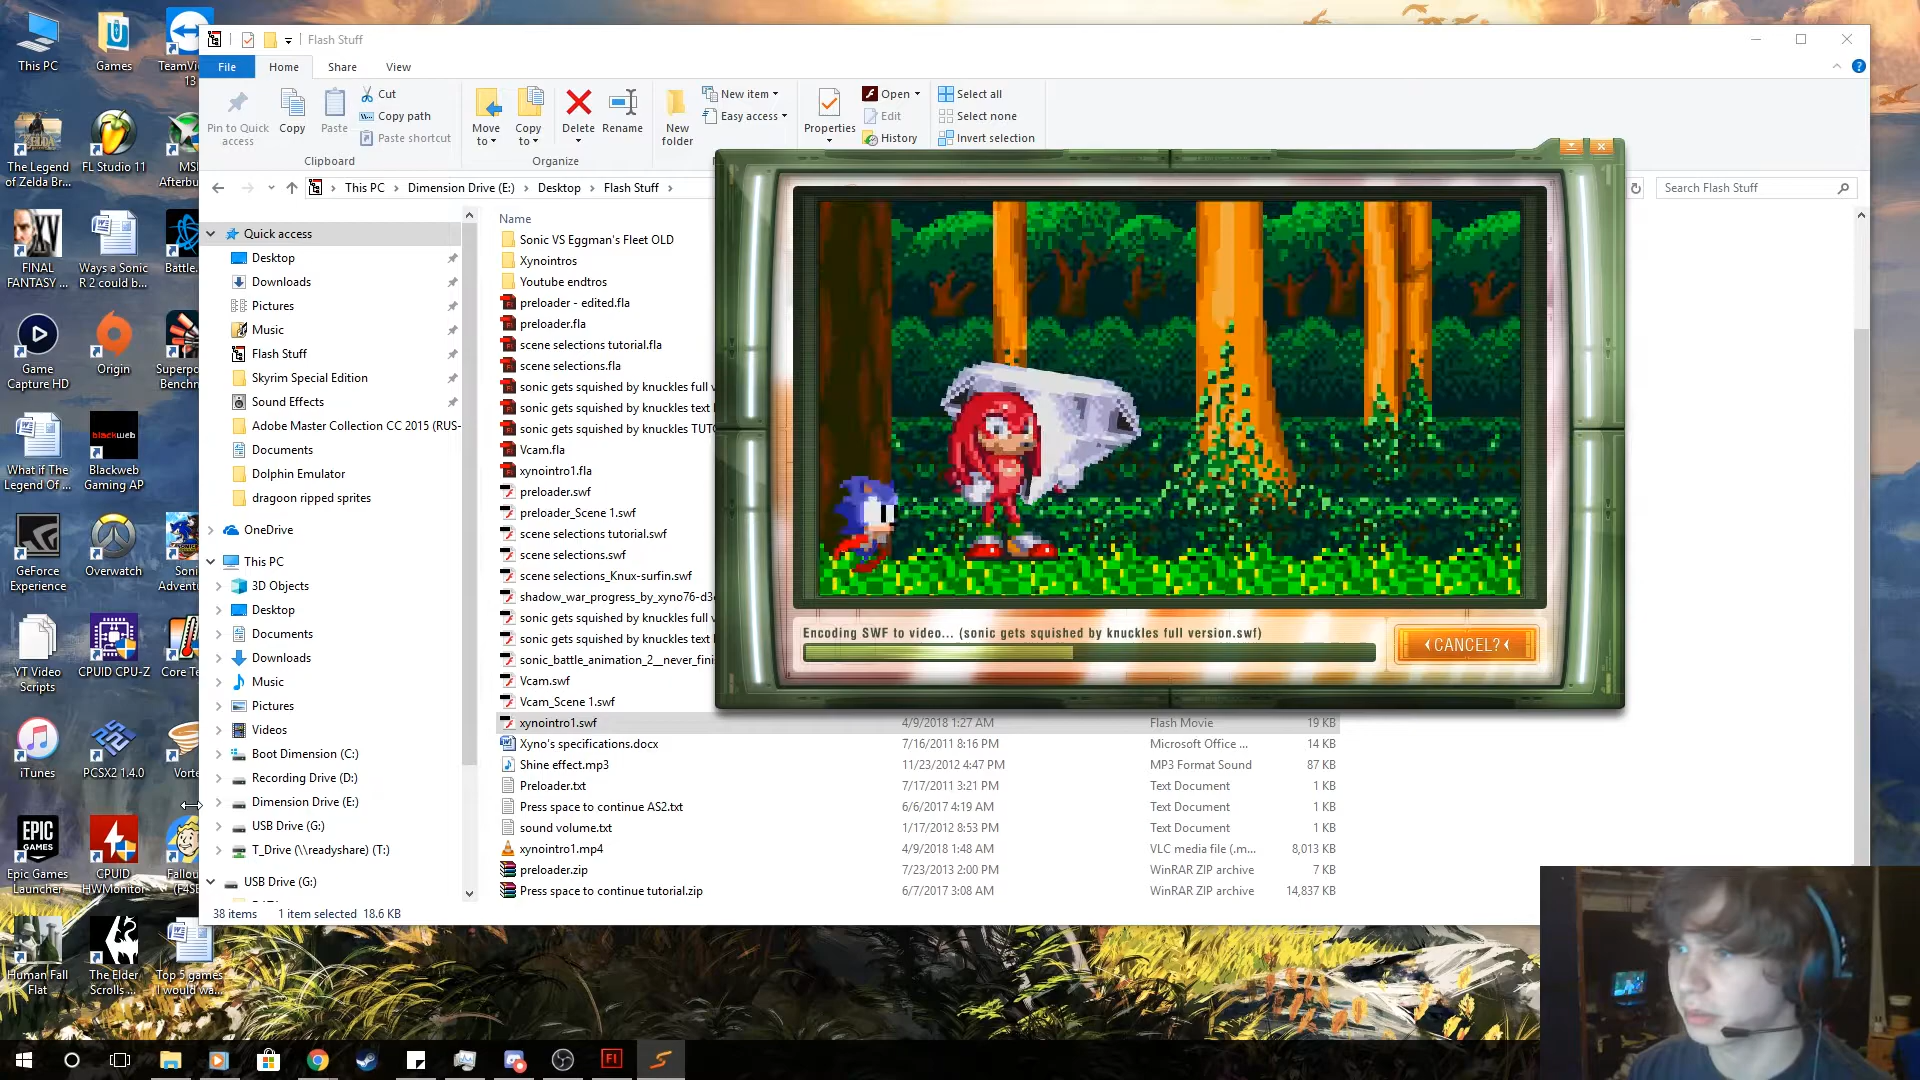 This PC
Games
TeamVi...
13
The Legend
of Zelda Br...
FL Studio 11
MSI
Afterbu
FINAL
FANTASY ...
Ways a Sonic
R 2 could b...
Battle.
Game
Capture HD
Origin
Superpo
Benchm
What if The
Legend Of ...
blackweb
Blackweb
Gaming AP
GeForce
Experience
Overwatch
Soni
Adventu
YT Video
Scripts
CPUID CPU-Z
Core Te
iTunes
PCSX2 1.4.0
Vorte
EPIC
GAMES
Epic Games
Launcher
CPUID
HWMonitor
Fallou
(F4SE
Human Fall
Flat
The Elder
Scrolls ...
Top 5 games
I would wa...
Flash Stuff
File
Home
Share
View
Pin to Quick
access
Copy
Paste
Cut
Copy path
Paste shortcut
Clipboard
Move
to
Copy
to
Delete
Rename
Organize
New
folder
New item
Easy access
Properties
Open
Edit
History
Select all
Select none
Invert selection
This PC
Dimension Drive (E:)
Desktop
Flash Stuff
Search Flash Stuff
Quick access
Desktop
Downloads
Pictures
Music
Flash Stuff
Skyrim Special Edition
Sound Effects
Adobe Master Collection CC 2015 (RUS-
Documents
Dolphin Emulator
dragoon ripped sprites
OneDrive
This PC
3D Objects
Desktop
Documents
Downloads
Music
Pictures
Videos
Boot Dimension (C:)
Recording Drive (D:)
Dimension Drive (E:)
USB Drive (G:)
T_Drive (\\readyshare) (T:)
USB Drive (G:)
Name
Sonic VS Eggman's Fleet OLD
Xynointros
Youtube endtros
preloader - edited.fla
preloader.fla
scene selections tutorial.fla
scene selections.fla
sonic gets squished by knuckles full v
sonic gets squished by knuckles text
sonic gets squished by knuckles TUTO
Vcam.fla
xynointro1.fla
preloader.swf
preloader_Scene 1.swf
scene selections tutorial.swf
scene selections.swf
scene selections_Knux-surfin.swf
shadow_war_progress_by_xyno76-d3
sonic gets squished by knuckles full v
sonic gets squished by knuckles text
sonic_battle_animation_2__never_fini
Vcam.swf
Vcam_Scene 1.swf
xynointro1.swf 4/9/2018 1:27 AM Flash Movie 19 KB
Xyno's specifications.docx 7/16/2011 8:16 PM Microsoft Office ... 14 KB
Shine effect.mp3 11/23/2012 4:47 PM MP3 Format Sound 87 KB
Preloader.txt 7/17/2011 3:21 PM Text Document 1 KB
Press space to continue AS2.txt 6/6/2017 4:19 AM Text Document 1 KB
sound volume.txt 1/17/2012 8:53 PM Text Document 1 KB
xynointro1.mp4 4/9/2018 1:48 AM VLC media file (.m... 8,013 KB
preloader.zip 7/23/2013 2:00 PM WinRAR ZIP archive 7 KB
Press space to continue tutorial.zip 6/7/2017 3:08 AM WinRAR ZIP archive 14,837 KB
38 items 1 item selected 18.6 KB
Encoding SWF to video... (sonic gets squished by knuckles full version.swf)
CANCEL?